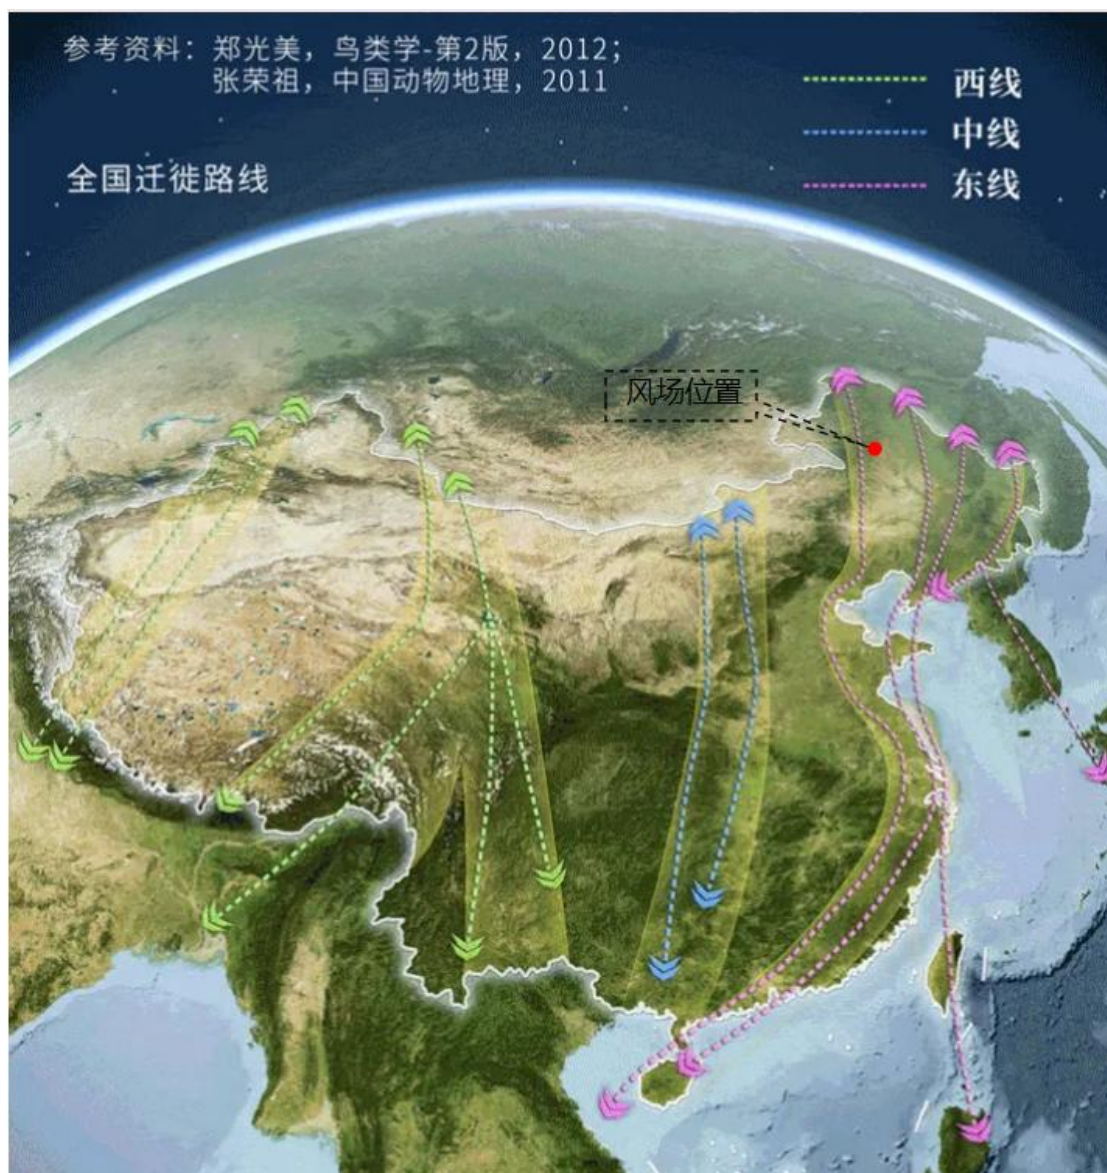 参考资料：郑光美，鸟类学-第2版，2012；
张荣祖，中国动物地理，2011
西线
中线
东线
全国迁徙路线
风场位置